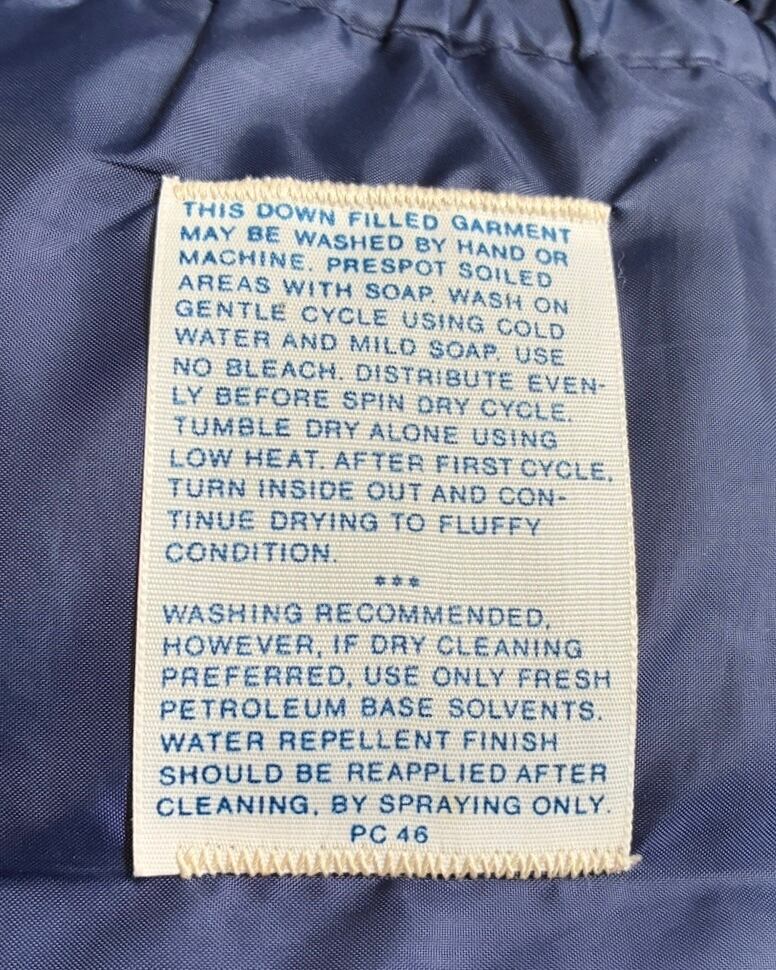 THIS DOWN FILLED GARMENT
MAY BE WASHED BY HAND OR
MACHINE. PRESPOT SOILED
AREAS WITH SOAP. WASH ON
GENTLE CYCLE USING COLD
WATER AND MILD SOAP. USE
NO BLEACH. DISTRIBUTE EVEN-
LY BEFORE SPIN DRY CYCLE.
TUMBLE DRY ALONE USING
LOW HEAT. AFTER FIRST CYCLE,
TURN INSIDE OUT AND CON-
TINUE DRYING TO FLUFFY
CONDITION.
***
WASHING RECOMMENDED,
HOWEVER, IF DRY CLEANING
PREFERRED, USE ONLY FRESH
PETROLEUM BASE SOLVENTS.
WATER REPELLENT FINISH
SHOULD BE REAPPLIED AFTER
CLEANING, BY SPRAYING ONLY.
PC 46